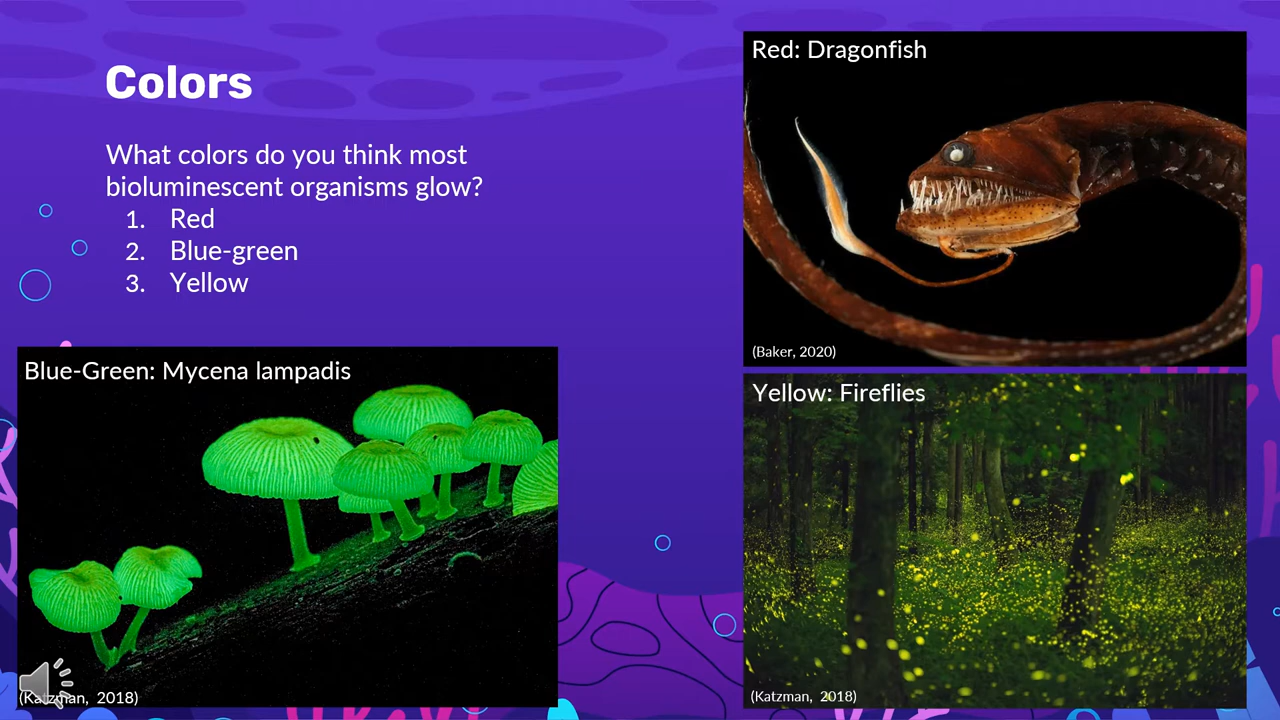 Colors
What colors do you think most
bioluminescent organisms glow?
1. Red
2. Blue-green
3. Yellow
Blue-Green: Mycena lampadis
(Katzman, 2018)
Red: Dragonfish
(Baker, 2020)
Yellow: Fireflies
(Katzman, 2018)